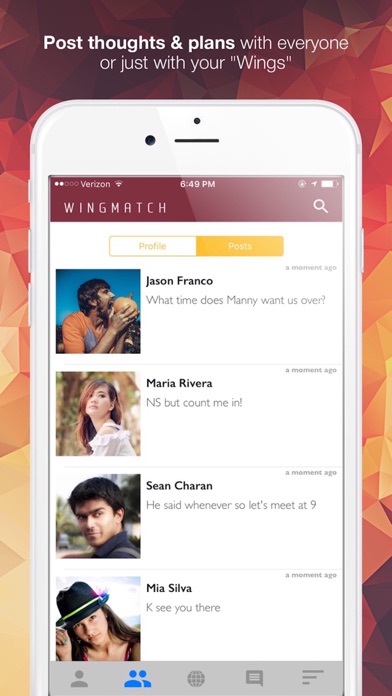 Post thoughts & plans with everyone
or just with your "Wings"
Verizon 6:49 PM
WINGMATCH
Profile Posts
a moment ago
Jason Franco
What time does Manny want us over?
a moment ago
Maria Rivera
NS but count me in!
a moment ago
Sean Charan
He said whenever so let's meet at 9
a moment ago
Mia Silva
K see you there